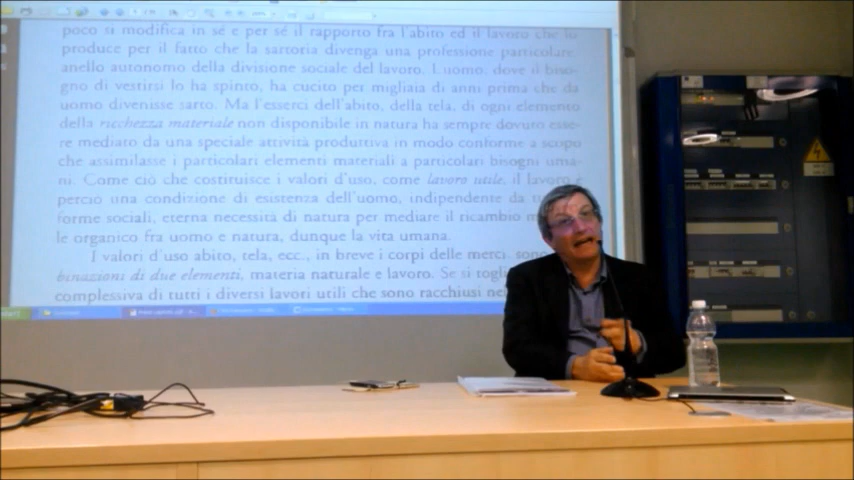 poco si modifica in sé e per sé il rapporto fra l'abito ed il lavoro che lo
produce per il fatto che la sartoria divenga una professione particolare,
anello autonomo della divisione sociale del lavoro. L'uomo, dove il biso-
gno di vestirsi lo ha spinto, ha cucito per migliaia di anni prima che da
uomo divenisse sarto. Ma l'esserci dell'abito, della tela, di ogni elemento
della ricchezza materiale non disponibile in natura ha sempre dovuto esse-
re mediato da una speciale attività produttiva in modo conforme a scopo
che assimilasse i particolari elementi materiali a particolari bisogni uma-
ni. Come ciò che costituisce i valori d'uso, come lavoro utile, il lavoro è
perciò una condizione di esistenza dell'uomo, indipendente da
forme sociali, eterna necessità di natura per mediare il ricambio
le organico fra uomo e natura, dunque la vita umana.
I valori d'uso abito, tela, ecc., in breve i corpi delle merci, sono
binazioni di due elementi, materia naturale e lavoro. Se si
complessiva di tutti i diversi lavori utili che sono racchiusi